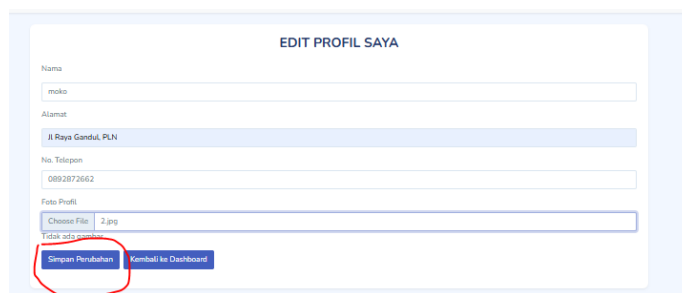 EDIT PROFIL SAYA
Nama
moko
Alamat
Jl Raya Gandul, PLN
No. Telepon
0892872662
Foto Profil
Choose File 2.jpg
Tidak ada gambar
Simpan Perubahan Kembali ke Dashboard